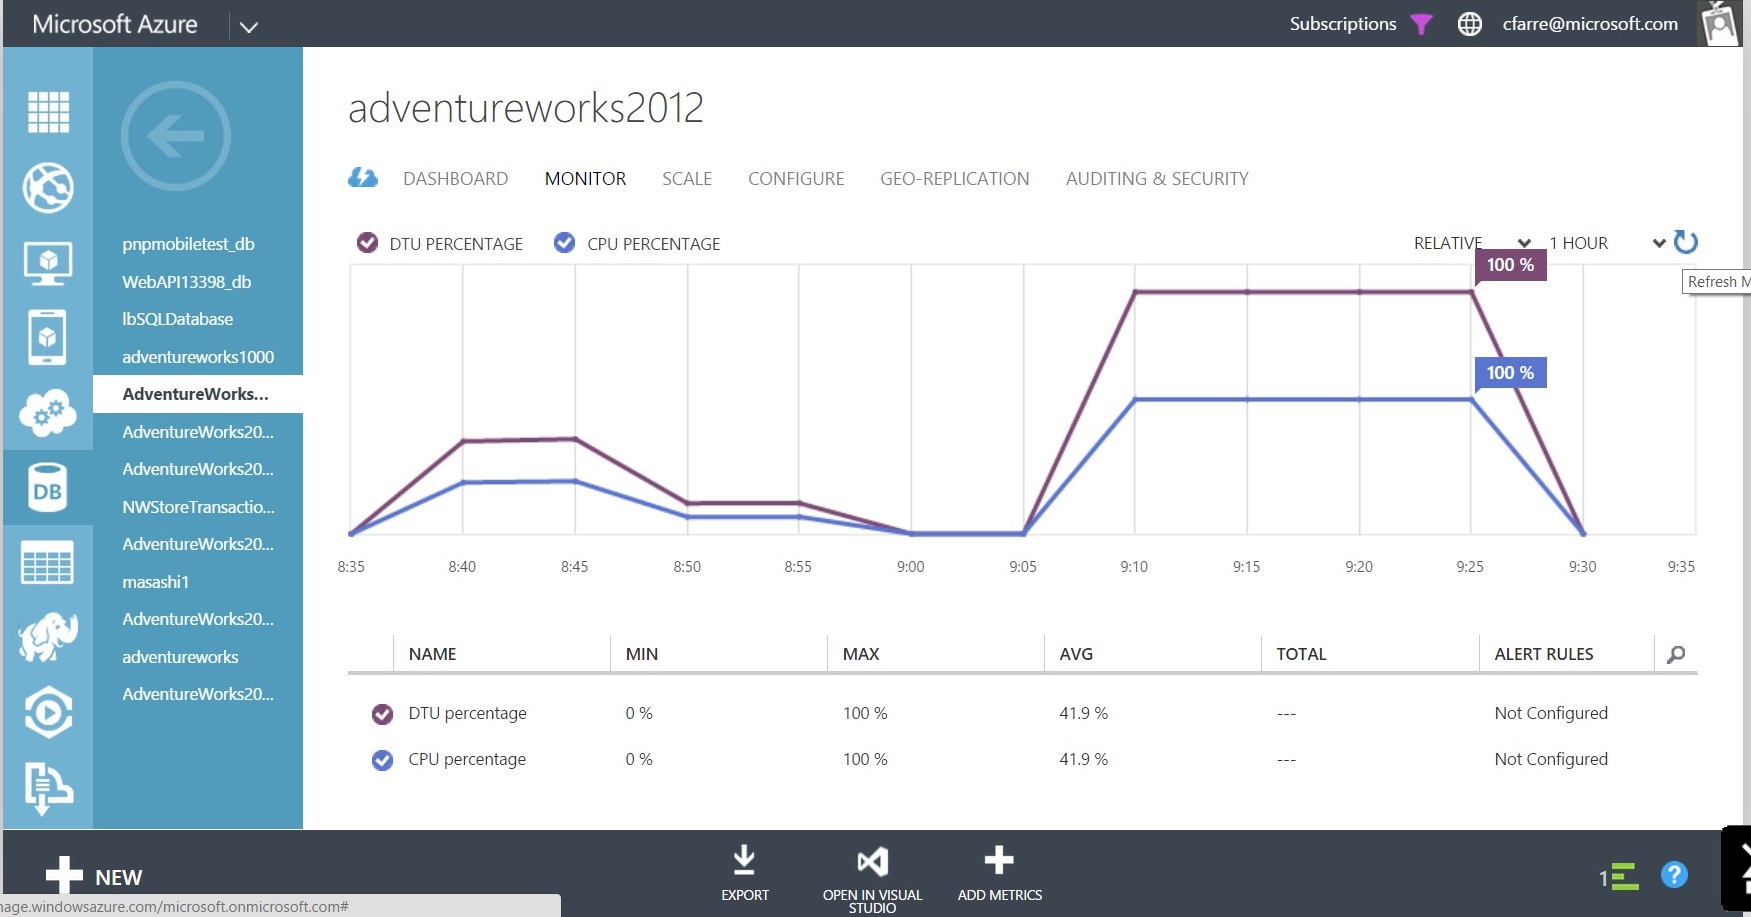 Microsoft Azure
Subscriptions cfarre@microsoft.com
adventureworks2012
DASHBOARD MONITOR SCALE CONFIGURE GEO-REPLICATION AUDITING & SECURITY
pnpmobiletest_db
WebAPI13398_db
lbSQLDatabase
adventureworks1000
AdventureWorks...
AdventureWorks20...
AdventureWorks20...
NWStoreTransactio...
AdventureWorks20...
masashi1
AdventureWorks20...
adventureworks
AdventureWorks20...
DB
DTU PERCENTAGE CPU PERCENTAGE
RELATIVE 1 HOUR
Refresh M
100 %
100 %
8:35 8:40 8:45 8:50 8:55 9:00 9:05 9:10 9:15 9:20 9:25 9:30 9:35
NAME MIN MAX AVG TOTAL ALERT RULES
DTU percentage 0 % 100 % 41.9 % --- Not Configured
CPU percentage 0 % 100 % 41.9 % --- Not Configured
NEW
EXPORT
OPEN IN VISUAL
STUDIO
ADD METRICS
1
?
nage.windowsazure.com/microsoft.onmicrosoft.com#